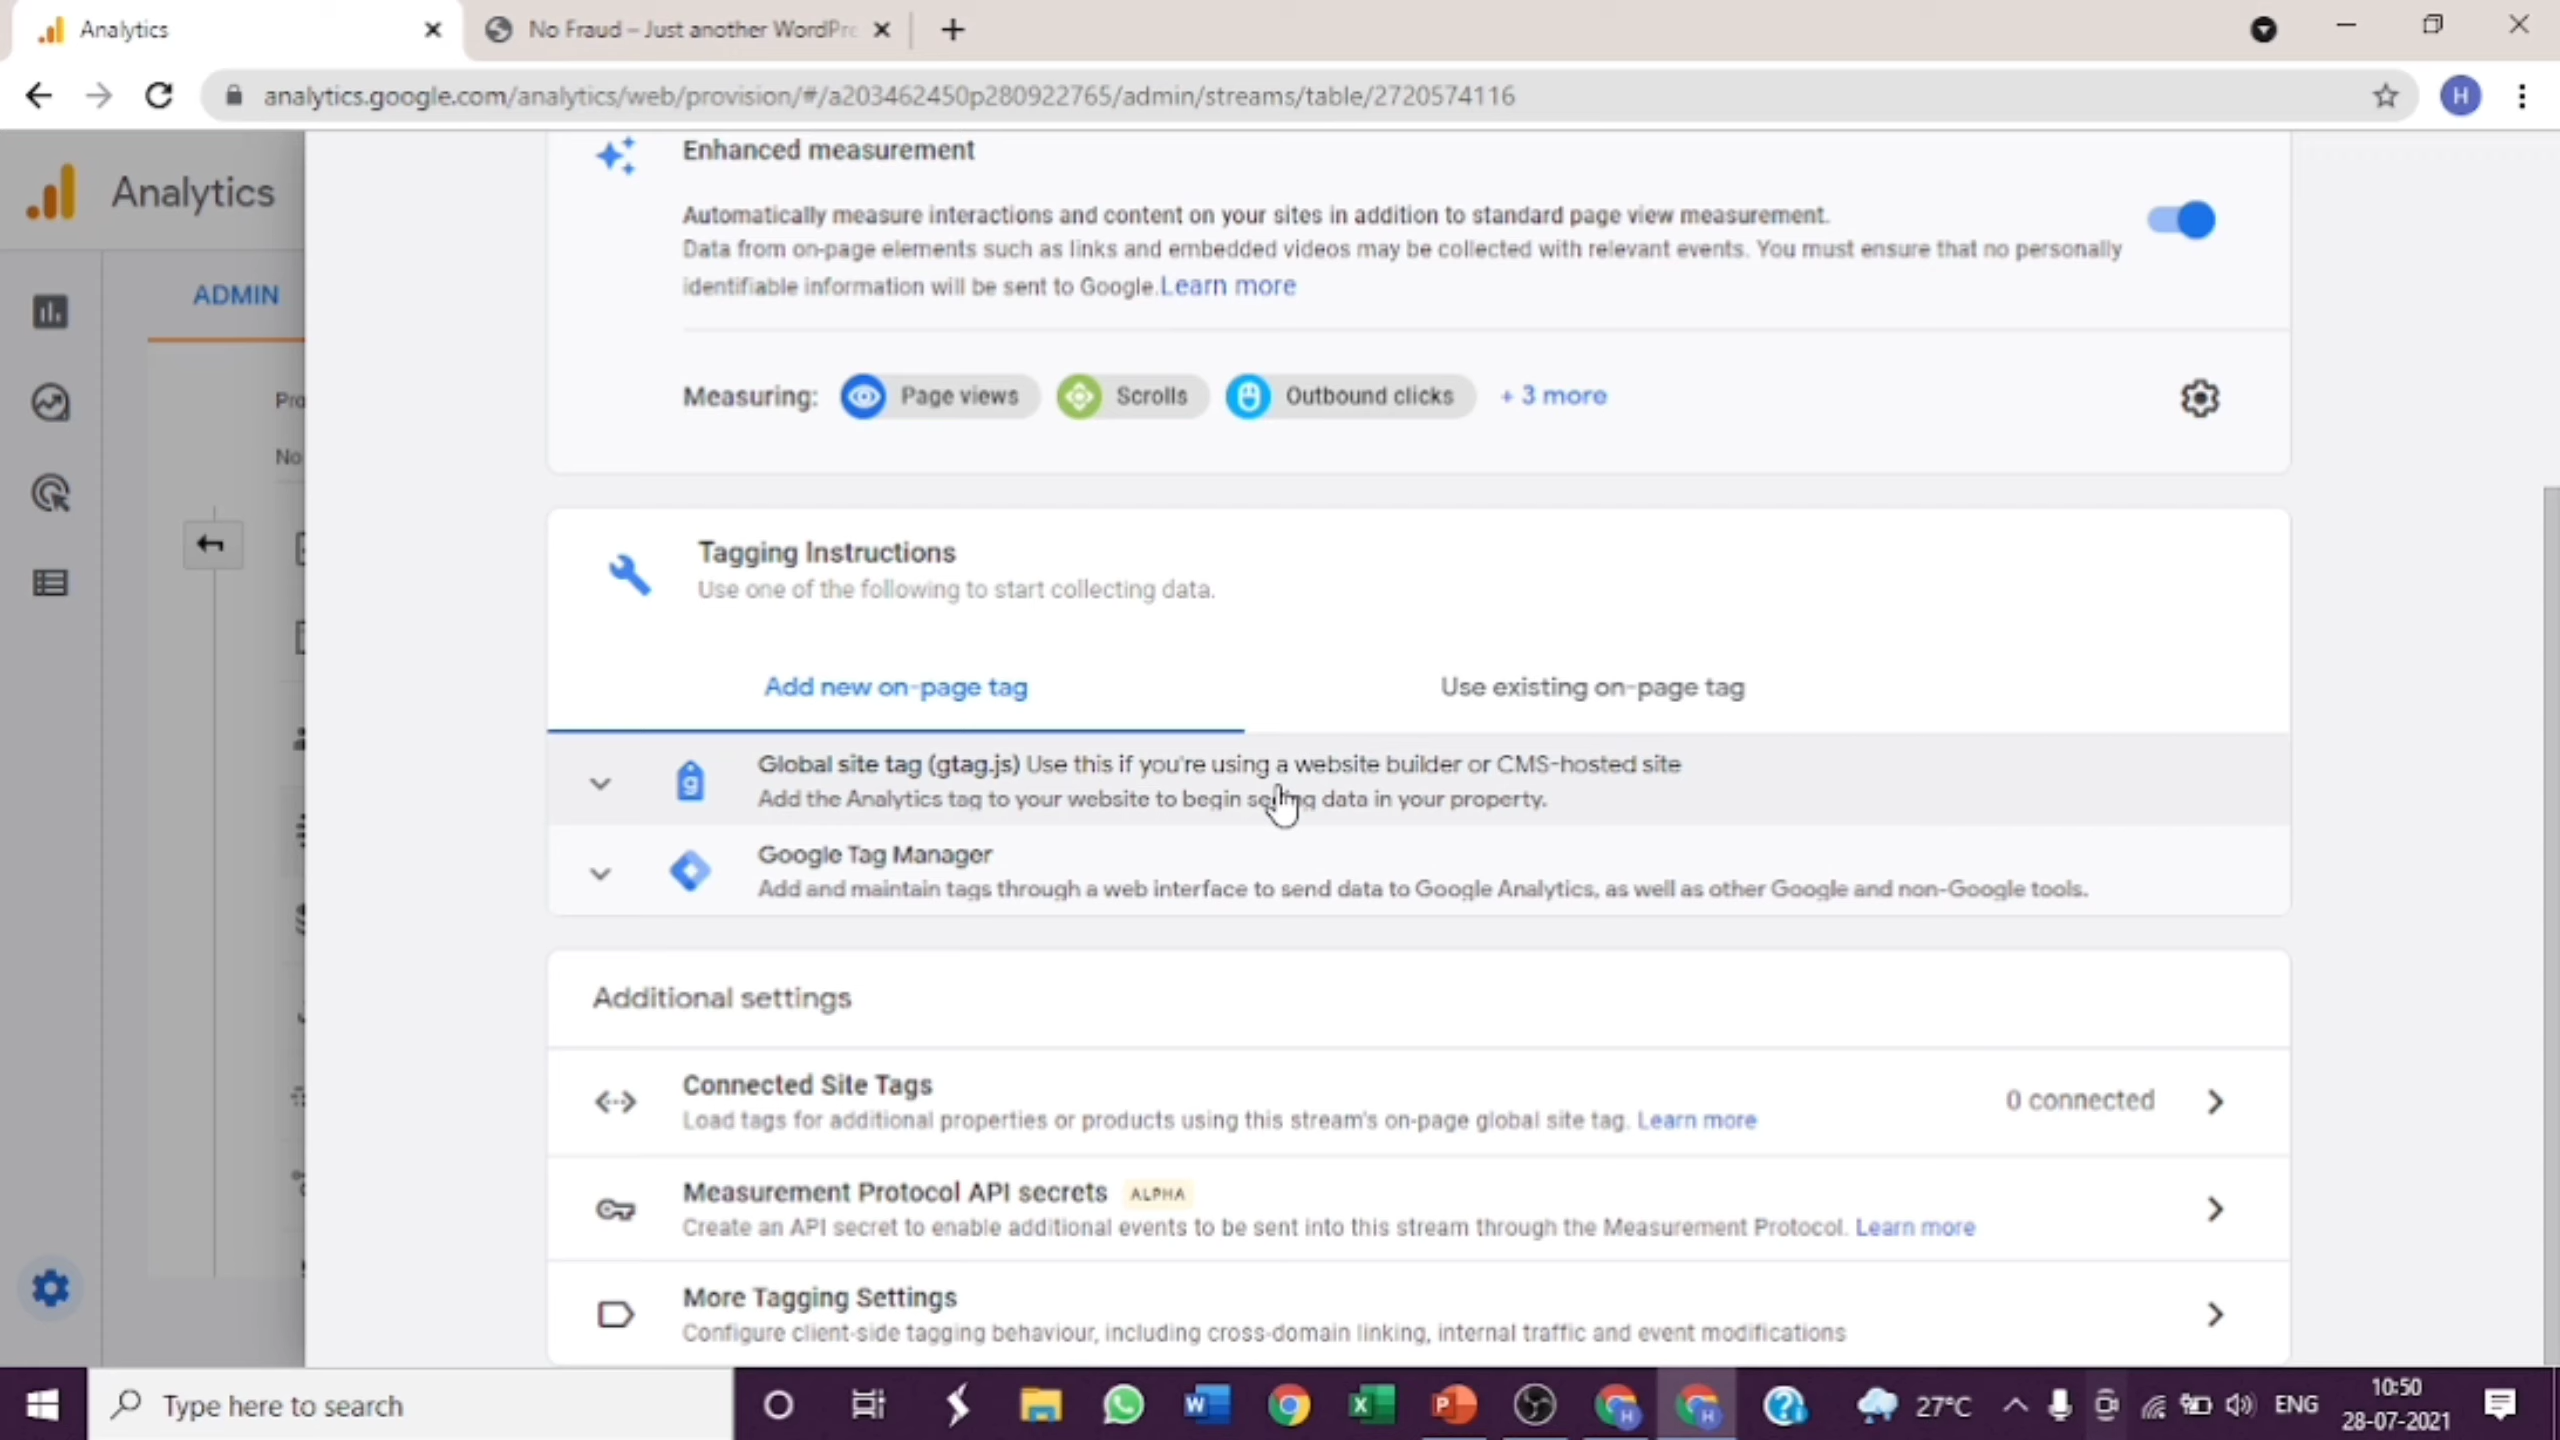 Analytics
No Fraud – Just another WordPre
analytics.google.com/analytics/web/provision/#/a203462450p280922765/admin/streams/table/2720574116
H
Analytics
ADMIN
Pro
No
Enhanced measurement
Automatically measure interactions and content on your sites in addition to standard page view measurement.
Data from on-page elements such as links and embedded videos may be collected with relevant events. You must ensure that no personally
identifiable information will be sent to Google. Learn more
Measuring: Page views Scrolls Outbound clicks + 3 more
Tagging Instructions
Use one of the following to start collecting data.
Add new on-page tag Use existing on-page tag
Global site tag (gtag.js) Use this if you're using a website builder or CMS-hosted site
Add the Analytics tag to your website to begin data in your property.
Google Tag Manager
Add and maintain tags through a web interface to send data to Google Analytics, as well as other Google and non-Google tools.
Additional settings
Connected Site Tags
Load tags for additional properties or products using this stream's on-page global site tag. Learn more
0 connected
Measurement Protocol API secrets ALPHA
Create an API secret to enable additional events to be sent into this stream through the Measurement Protocol. Learn more
More Tagging Settings
Configure client-side tagging behaviour, including cross-domain linking, internal traffic and event modifications
Type here to search
27°C
ENG
10:50
28-07-2021